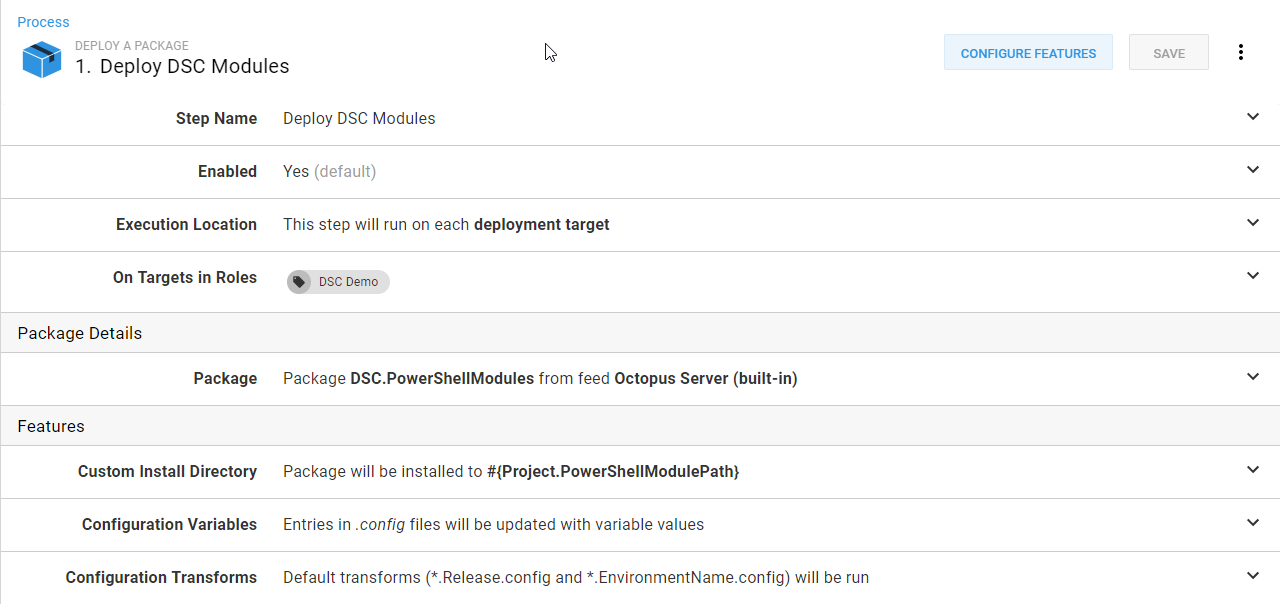 Process
DEPLOY A PACKAGE
1. Deploy DSC Modules
CONFIGURE FEATURES
SAVE
Step Name Deploy DSC Modules
Enabled Yes (default)
Execution Location This step will run on each deployment target
On Targets in Roles DSC Demo
Package Details
Package Package DSC.PowerShellModules from feed Octopus Server (built-in)
Features
Custom Install Directory Package will be installed to #{Project.PowerShellModulePath}
Configuration Variables Entries in .config files will be updated with variable values
Configuration Transforms Default transforms (*.Release.config and *.EnvironmentName.config) will be run